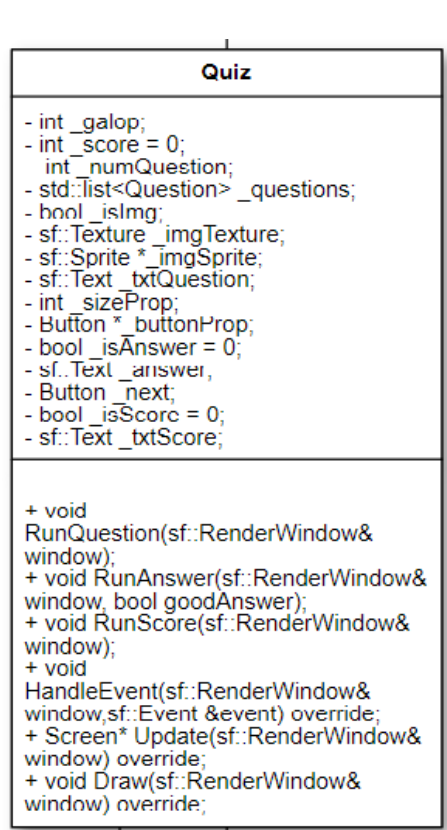 Quiz
- int _galop;
- int _score = 0;
int _numQuestion;
- std::list<Question> _questions;
- bool _isImg;
- sf::Texture _imgTexture;
- sf::Sprite *_imgSprite;
- sf::Text _txtQuestion;
- int _sizeProp;
- Button *_buttonProp;
- bool _isAnswer = 0;
- sf::Text _answer;
- Button _next;
- bool _isScore = 0;
- sf::Text _txtScore;
+ void
RunQuestion(sf::RenderWindow&
window);
+ void RunAnswer(sf::RenderWindow&
window, bool goodAnswer);
+ void RunScore(sf::RenderWindow&
window);
+ void
HandleEvent(sf::RenderWindow&
window,sf::Event &event) override;
+ Screen* Update(sf::RenderWindow&
window) override;
+ void Draw(sf::RenderWindow&
window) override;